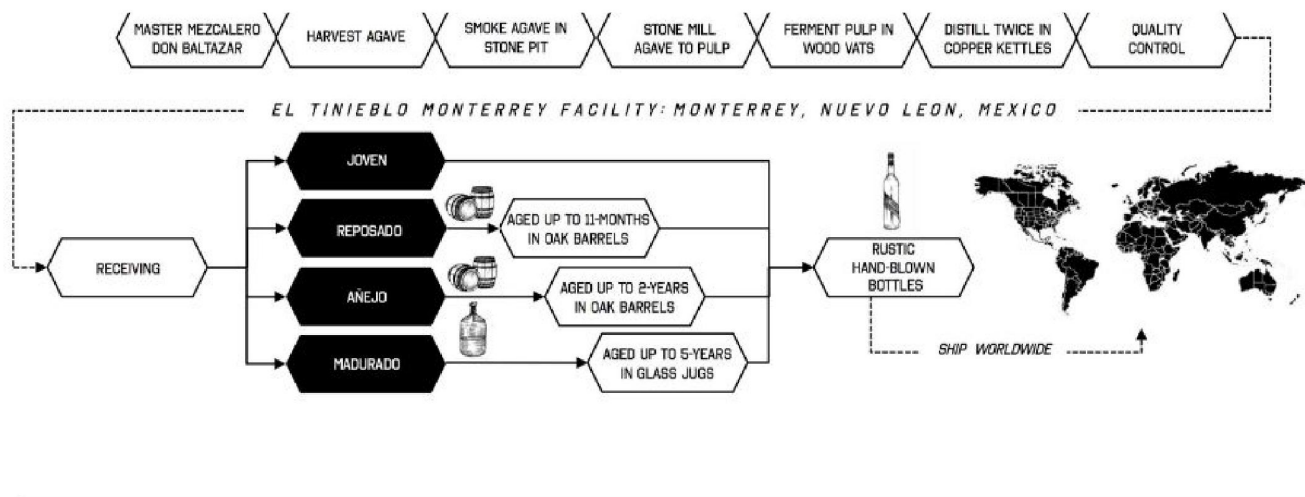 MASTER MEZCALERO
DON BALTAZAR
HARVEST AGAVE
SMOKE AGAVE IN
STONE PIT
STONE MILL
AGAVE TO PULP
FERMENT PULP IN
WOOD VATS
DISTILL TWICE IN
COPPER KETTLES
QUALITY
CONTROL
EL TINIEBLO MONTERREY FACILITY: MONTERREY, NUEVO LEON, MEXICO
JOVEN
REPOSADO
AGED UP TO 11-MONTHS
IN OAK BARRELS
RECEIVING
AÑEJO
AGED UP TO 2-YEARS
IN OAK BARRELS
MADURADO
AGED UP TO 5-YEARS
IN GLASS JUGS
RUSTIC
HAND-BLOWN
BOTTLES
SHIP WORLDWIDE